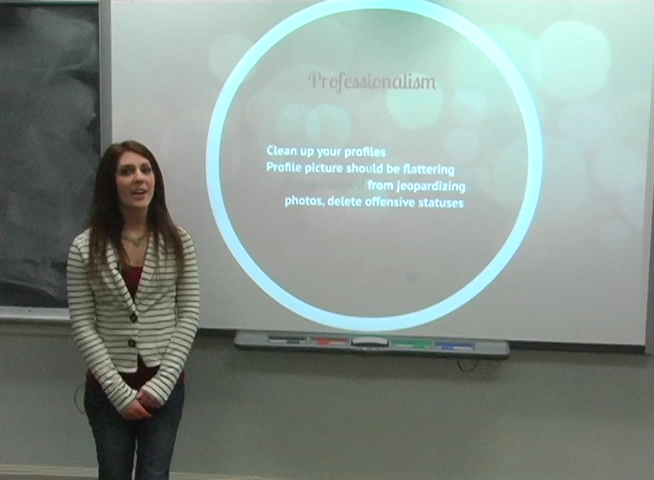 Professionalism
Clean up your profiles
Profile picture should be flattering
from jeopardizing
photos, delete offensive statuses